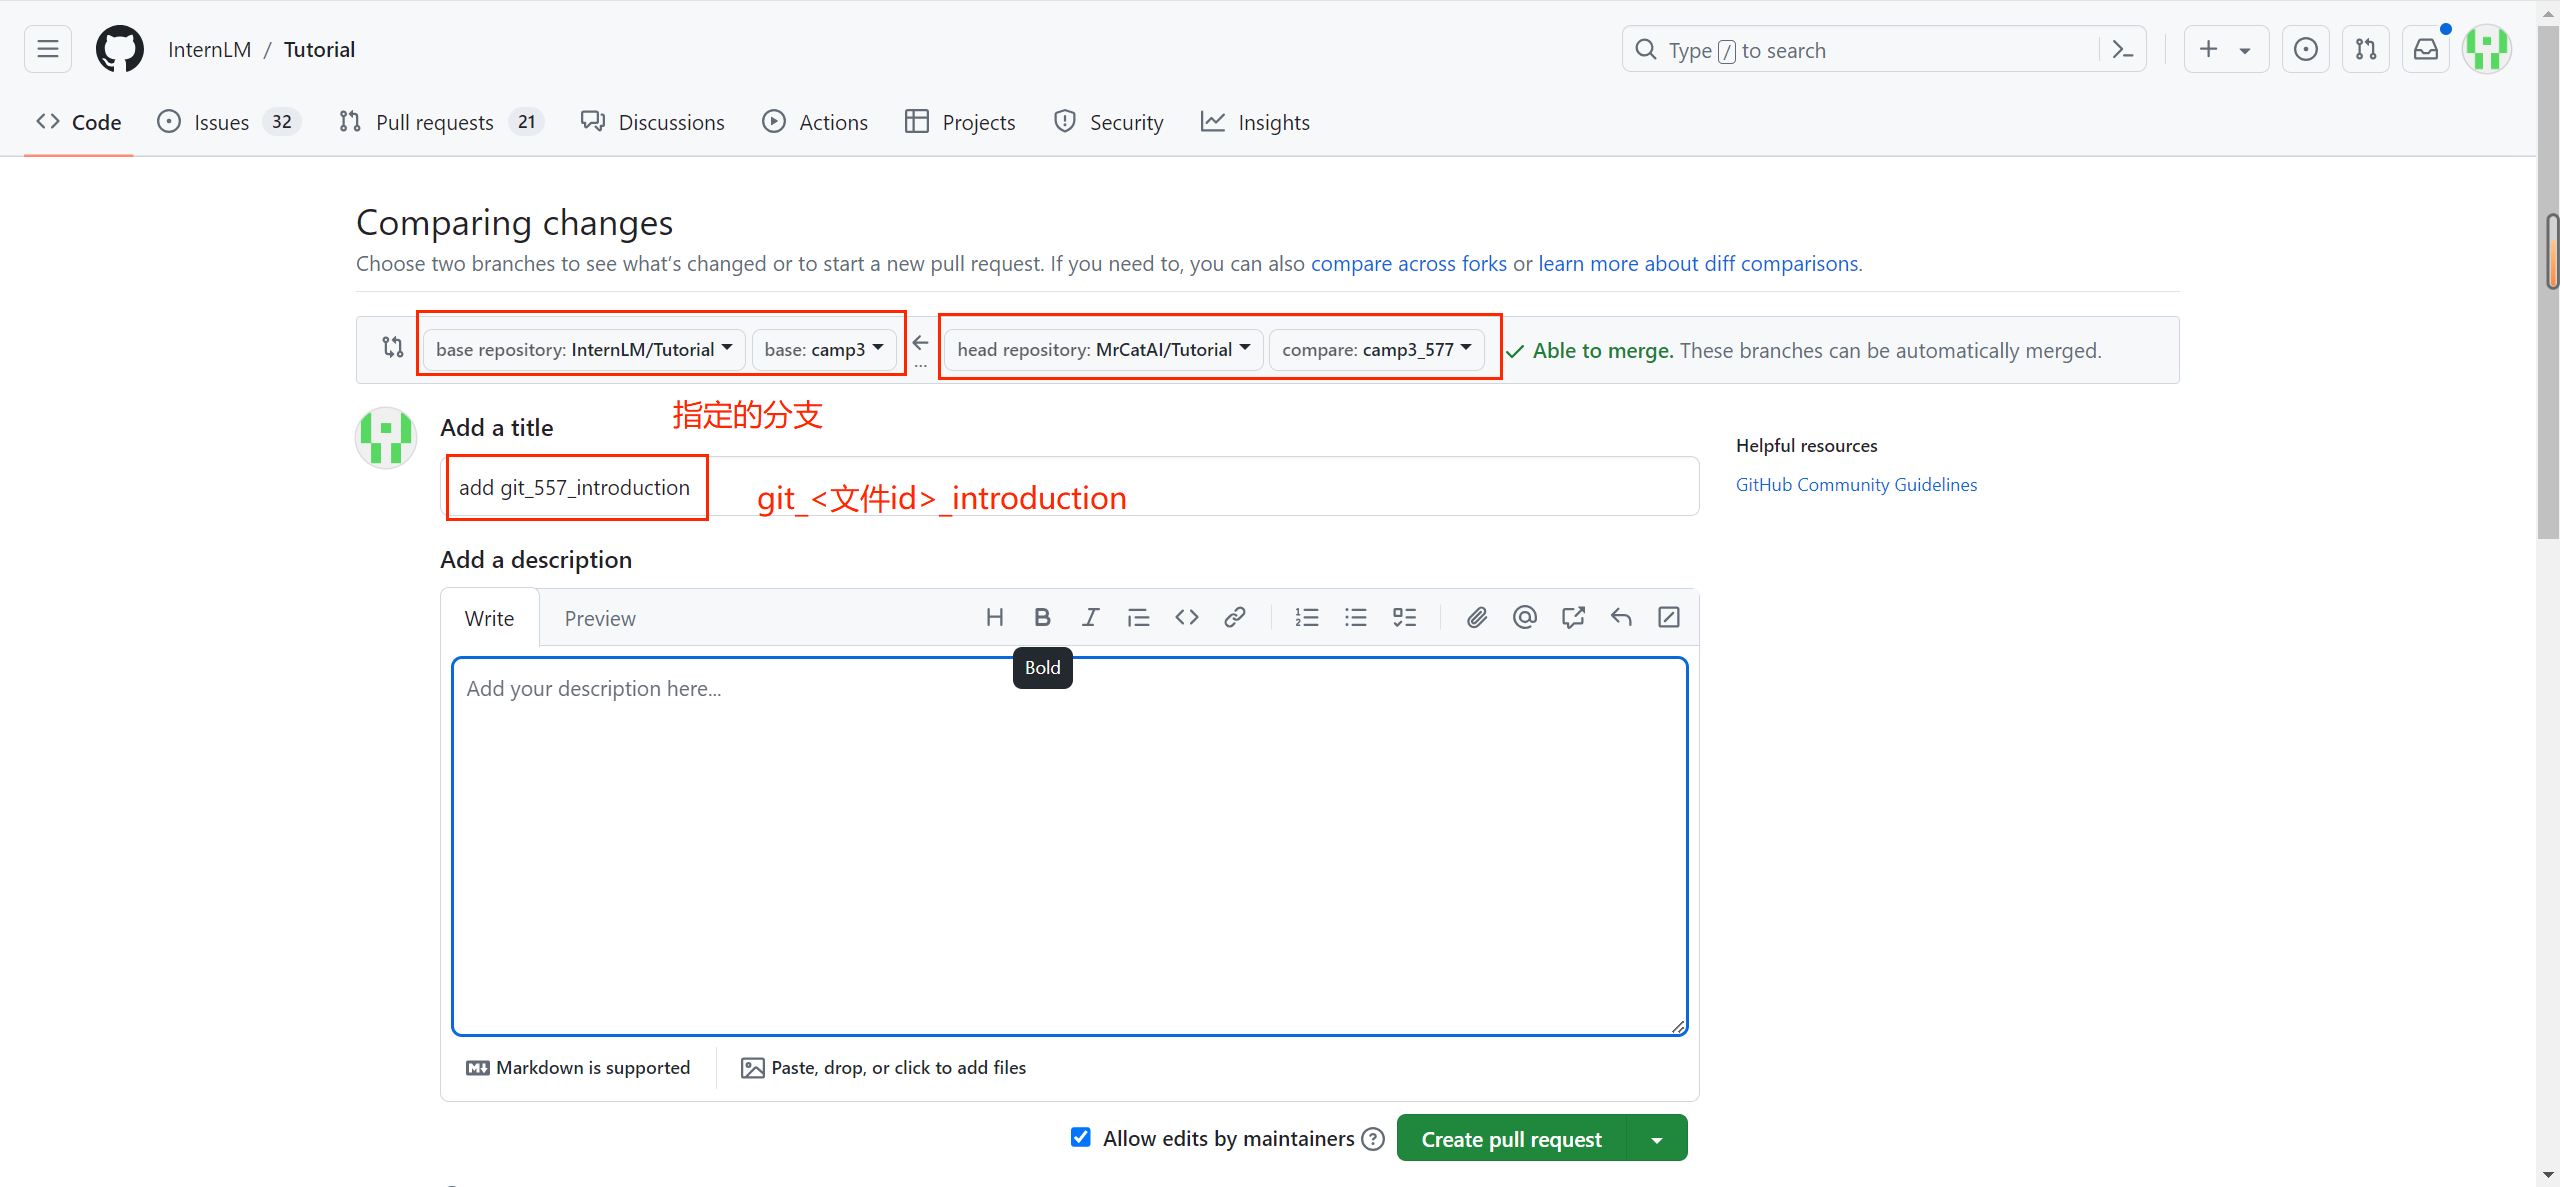 InternLM / Tutorial
Type / to search
Code
Issues 32
Pull requests 21
Discussions
Actions
Projects
Security
Insights
Comparing changes
Choose two branches to see what's changed or to start a new pull request. If you need to, you can also compare across forks or learn more about diff comparisons.
base repository: InternLM/Tutorial
base: camp3
...
head repository: MrCatAI/Tutorial
compare: camp3_577
Able to merge. These branches can be automatically merged.
指定的分支
Add a title
add git_557_introduction
git_<文件id>_introduction
Helpful resources
GitHub Community Guidelines
Add a description
Write
Preview
Bold
Add your description here...
Markdown is supported
Paste, drop, or click to add files
Allow edits by maintainers
Create pull request